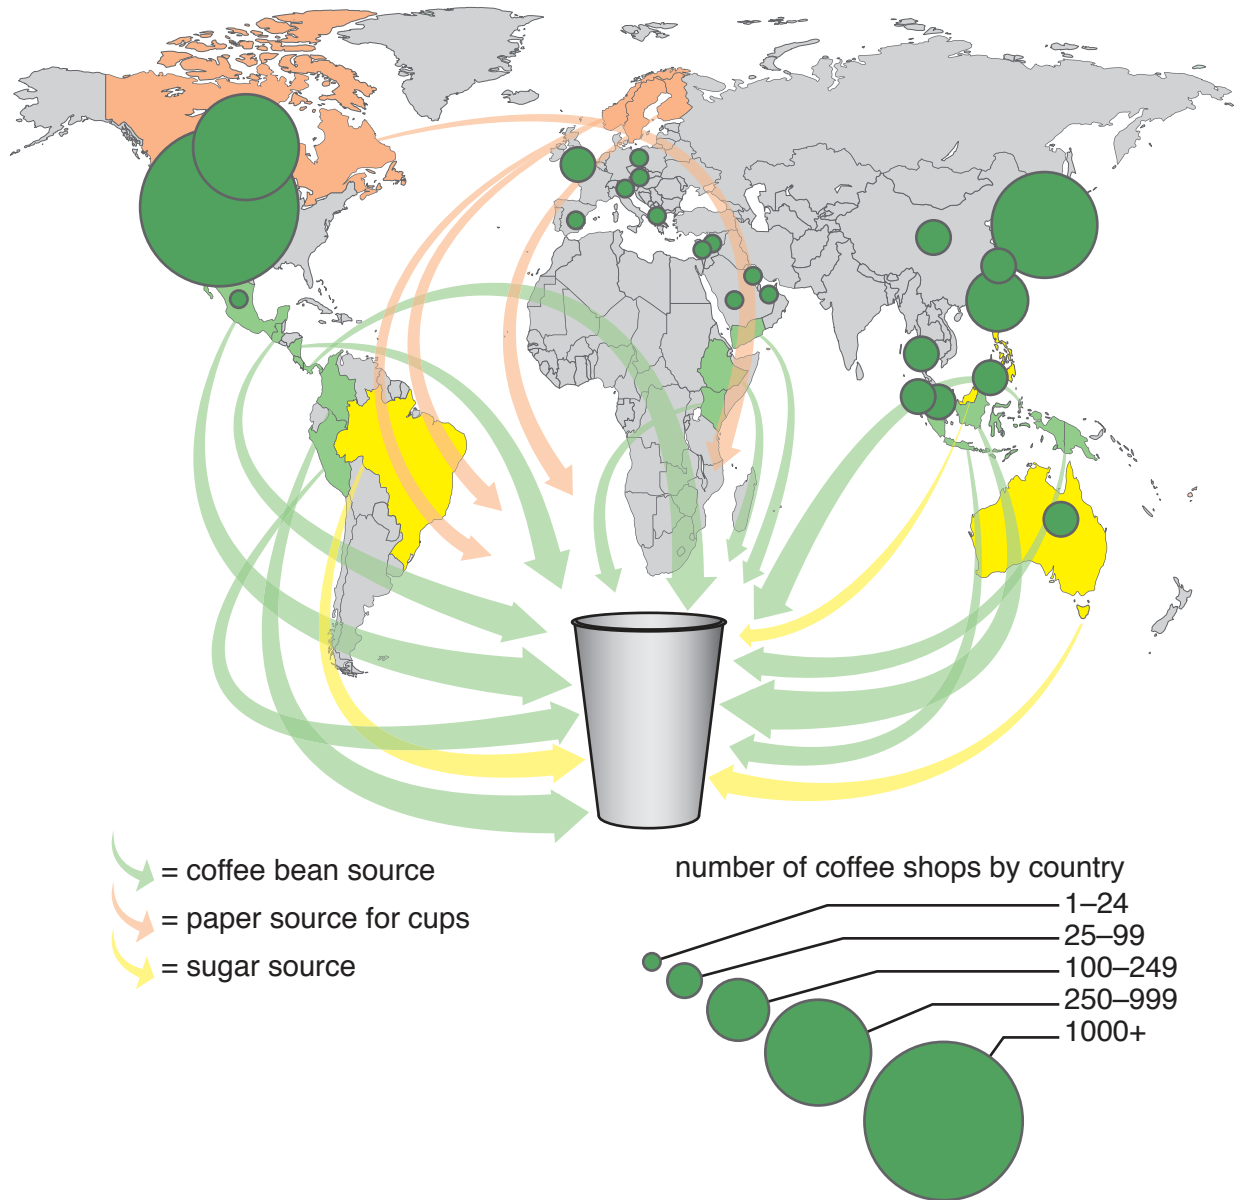 = coffee bean source
= paper source for cups
= sugar source
number of coffee shops by country
1–24
25–99
100–249
250–999
1000+